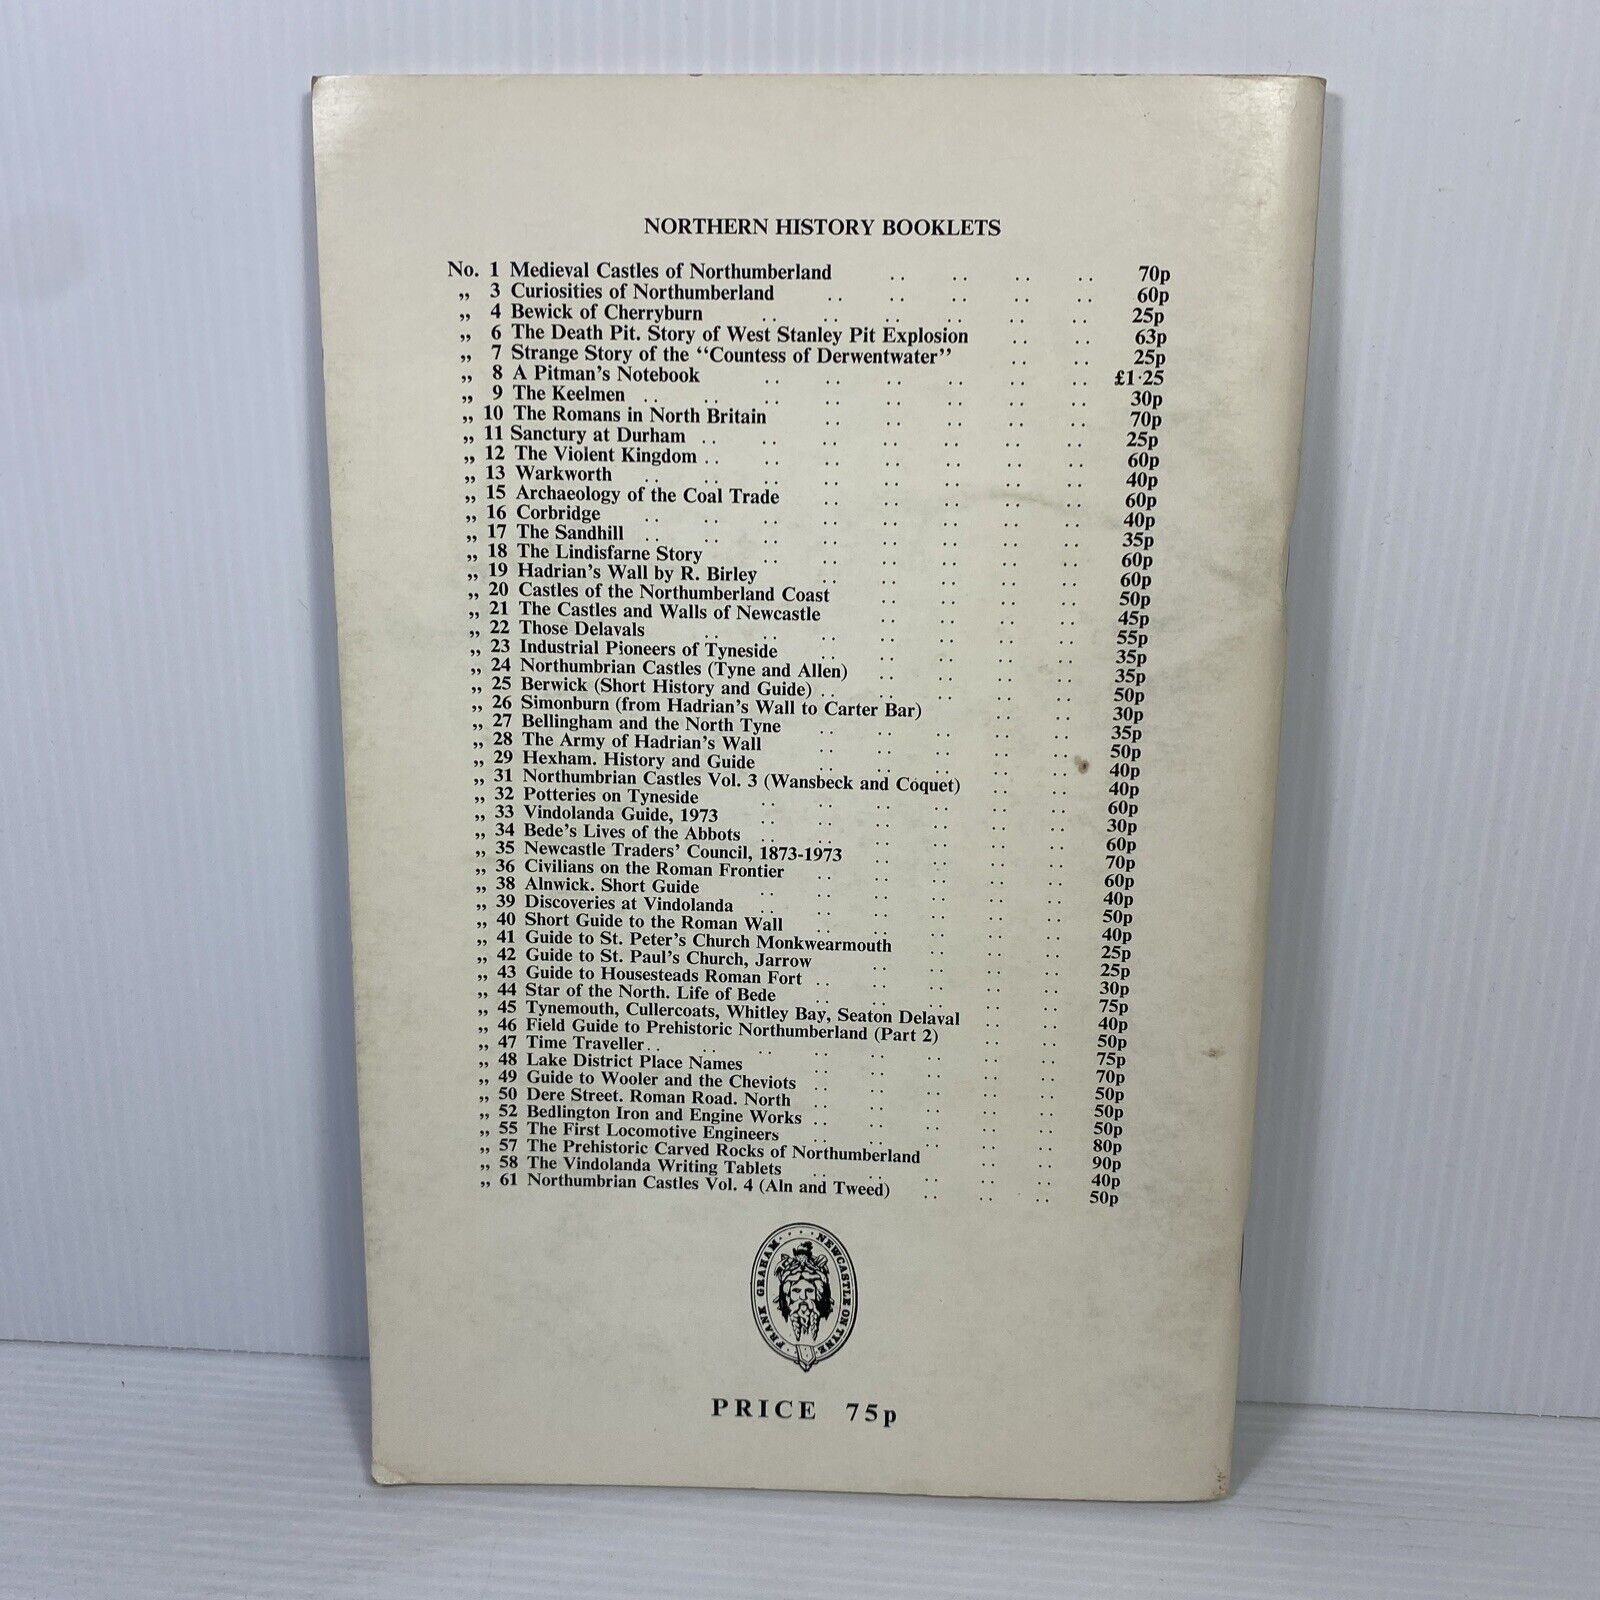 NORTHERN HISTORY BOOKLETS
No. 1 Medieval Castles of Northumberland .. .. .. .. 70p
„ 3 Curiosities of Northumberland .. .. .. .. .. 60p
„ 4 Bewick of Cherryburn .. .. .. .. .. .. 25p
„ 6 The Death Pit. Story of West Stanley Pit Explosion .. .. 63p
„ 7 Strange Story of the “Countess of Derwentwater” .. .. 25p
„ 8 A Pitman's Notebook .. .. .. .. .. .. £1·25
„ 9 The Keelmen .. .. .. .. .. .. .. .. 30p
„ 10 The Romans in North Britain .. .. .. .. .. 70p
„ 11 Sanctury at Durham .. .. .. .. .. .. .. 25p
„ 12 The Violent Kingdom .. .. .. .. .. .. .. 60p
„ 13 Warkworth .. .. .. .. .. .. .. .. 40p
„ 15 Archaeology of the Coal Trade .. .. .. .. .. 60p
„ 16 Corbridge .. .. .. .. .. .. .. .. 40p
„ 17 The Sandhill .. .. .. .. .. .. .. .. 35p
„ 18 The Lindisfarne Story .. .. .. .. .. .. 60p
„ 19 Hadrian's Wall by R. Birley .. .. .. .. .. 60p
„ 20 Castles of the Northumberland Coast .. .. .. .. 50p
„ 21 The Castles and Walls of Newcastle .. .. .. .. 45p
„ 22 Those Delavals .. .. .. .. .. .. .. 55p
„ 23 Industrial Pioneers of Tyneside .. .. .. .. .. 35p
„ 24 Northumbrian Castles (Tyne and Allen) .. .. .. .. 35p
„ 25 Berwick (Short History and Guide) .. .. .. .. .. 50p
„ 26 Simonburn (from Hadrian's Wall to Carter Bar) .. .. 30p
„ 27 Bellingham and the North Tyne .. .. .. .. .. 35p
„ 28 The Army of Hadrian's Wall .. .. .. .. .. 50p
„ 29 Hexham. History and Guide .. .. .. .. .. 40p
„ 31 Northumbrian Castles Vol. 3 (Wansbeck and Coquet) .. .. 40p
„ 32 Potteries on Tyneside .. .. .. .. .. .. 60p
„ 33 Vindolanda Guide, 1973 .. .. .. .. .. .. 30p
„ 34 Bede's Lives of the Abbots .. .. .. .. .. .. 60p
„ 35 Newcastle Traders' Council, 1873-1973 .. .. .. .. 70p
„ 36 Civilians on the Roman Frontier .. .. .. .. .. 60p
„ 38 Alnwick. Short Guide .. .. .. .. .. .. 40p
„ 39 Discoveries at Vindolanda .. .. .. .. .. .. 50p
„ 40 Short Guide to the Roman Wall .. .. .. .. .. 40p
„ 41 Guide to St. Peter's Church Monkwearmouth .. .. .. 25p
„ 42 Guide to St. Paul's Church, Jarrow .. .. .. .. 25p
„ 43 Guide to Housesteads Roman Fort .. .. .. .. .. 30p
„ 44 Star of the North. Life of Bede .. .. .. .. .. 75p
„ 45 Tynemouth, Cullercoats, Whitley Bay, Seaton Delaval .. .. 40p
„ 46 Field Guide to Prehistoric Northumberland (Part 2) .. .. 50p
„ 47 Time Traveller .. .. .. .. .. .. .. .. 75p
„ 48 Lake District Place Names .. .. .. .. .. 70p
„ 49 Guide to Wooler and the Cheviots .. .. .. .. .. 50p
„ 50 Dere Street. Roman Road. North .. .. .. .. .. 50p
„ 52 Bedlington Iron and Engine Works .. .. .. .. .. 50p
„ 55 The First Locomotive Engineers .. .. .. .. .. 80p
„ 57 The Prehistoric Carved Rocks of Northumberland .. .. 90p
„ 58 The Vindolanda Writing Tablets .. .. .. .. .. 40p
„ 61 Northumbrian Castles Vol. 4 (Aln and Tweed) .. .. .. 50p
FRANK GRAHAM · · · · NEWCASTLE ON TYNE
PRICE 75p